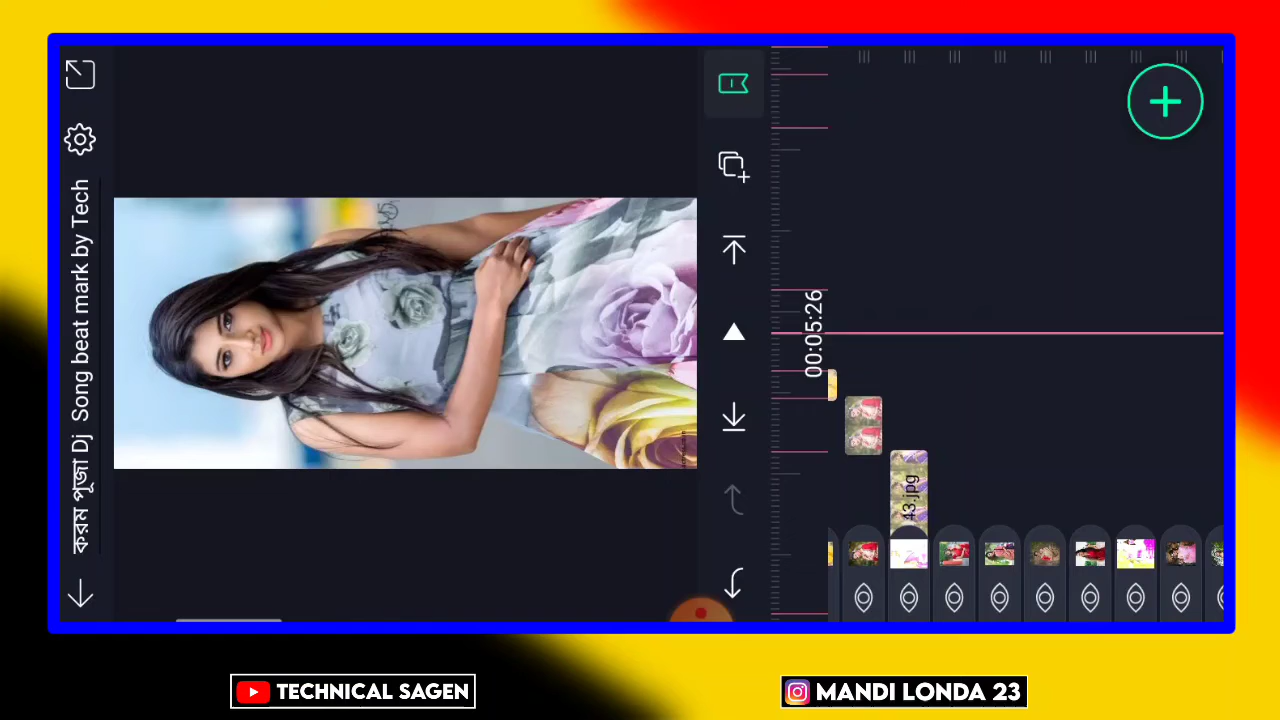 করম পূজা Dj Song beat mark by Tech
00:05:26
43.jpg
TECHNICAL SAGEN
MANDI LONDA 23